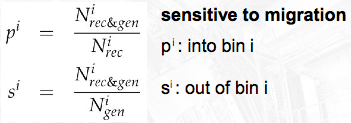 p^i = N^i_{rec&gen} / N^i_{rec}
sensitive to migration
p^i: into bin i
s^i = N^i_{rec&gen} / N^i_{gen}
s^i: out of bin i